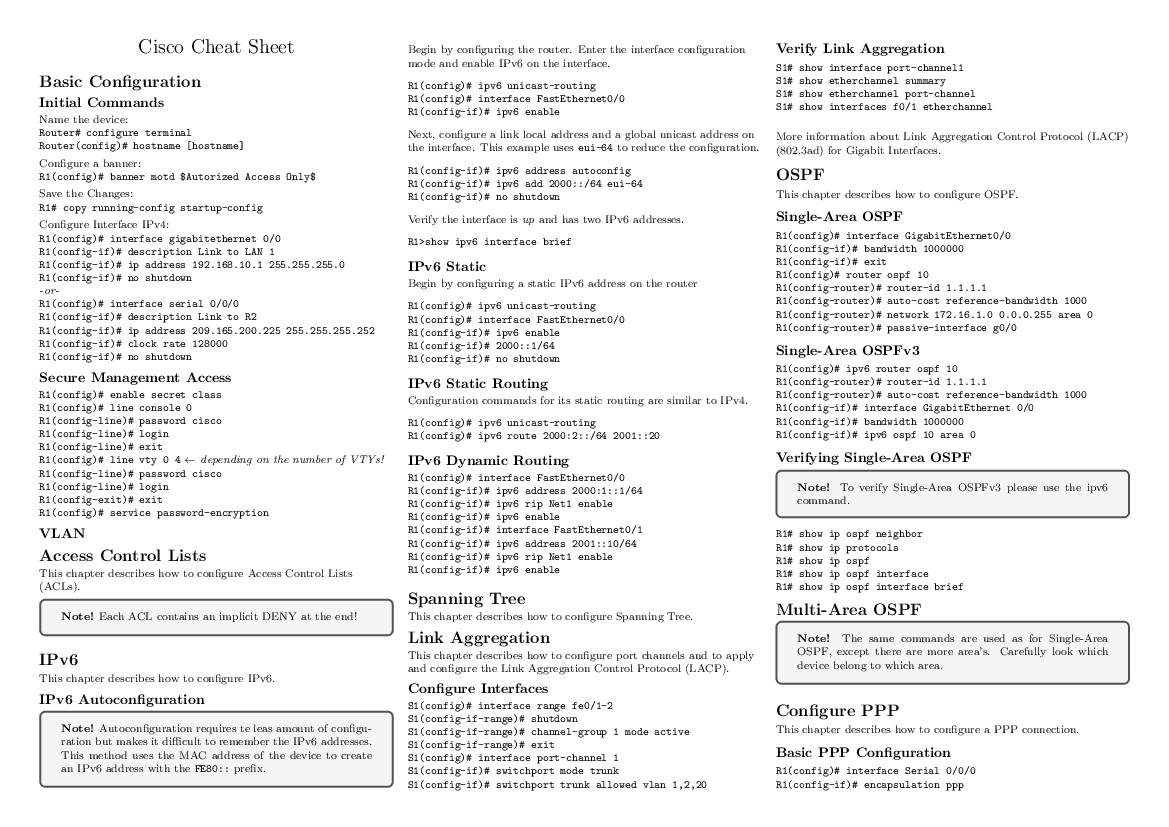 Cisco Cheat Sheet
Basic Configuration
Initial Commands
Name the device:
Router# configure terminal
Router(config)# hostname [hostname]
Configure a banner:
R1(config)# banner motd $Autorized Access Only$
Save the Changes:
R1# copy running-config startup-config
Configure Interface IPv4:
R1(config)# interface gigabitethernet 0/0
R1(config-if)# description Link to LAN 1
R1(config-if)# ip address 192.168.10.1 255.255.255.0
R1(config-if)# no shutdown
-or-
R1(config)# interface serial 0/0/0
R1(config-if)# description Link to R2
R1(config-if)# ip address 209.165.200.225 255.255.255.252
R1(config-if)# clock rate 128000
R1(config-if)# no shutdown
Secure Management Access
R1(config)# enable secret class
R1(config)# line console 0
R1(config-line)# password cisco
R1(config-line)# login
R1(config-line)# exit
R1(config)# line vty 0 4 ← depending on the number of VTYs!
R1(config-line)# password cisco
R1(config-line)# login
R1(config-exit)# exit
R1(config)# service password-encryption
VLAN
Access Control Lists
This chapter describes how to configure Access Control Lists
(ACLs).
Note! Each ACL contains an implicit DENY at the end!
IPv6
This chapter describes how to configure IPv6.
IPv6 Autoconfiguration
Note! Autoconfiguration requires te leas amount of configu-
ration but makes it difficult to remember the IPv6 addresses.
This method uses the MAC address of the device to create
an IPv6 address with the FE80:: prefix.
Begin by configuring the router. Enter the interface configuration
mode and enable IPv6 on the interface.
R1(config)# ipv6 unicast-routing
R1(config)# interface FastEthernet0/0
R1(config-if)# ipv6 enable
Next, configure a link local address and a global unicast address on
the interface. This example uses eui-64 to reduce the configuration.
R1(config-if)# ipv6 address autoconfig
R1(config-if)# ipv6 add 2000::/64 eui-64
R1(config-if)# no shutdown
Verify the interface is up and has two IPv6 addresses.
R1>show ipv6 interface brief
IPv6 Static
Begin by configuring a static IPv6 address on the router
R1(config)# ipv6 unicast-routing
R1(config)# interface FastEthernet0/0
R1(config-if)# ipv6 enable
R1(config-if)# 2000::1/64
R1(config-if)# no shutdown
IPv6 Static Routing
Configuration commands for its static routing are similar to IPv4.
R1(config)# ipv6 unicast-routing
R1(config)# ipv6 route 2000:2::/64 2001::20
IPv6 Dynamic Routing
R1(config)# interface FastEthernet0/0
R1(config-if)# ipv6 address 2000:1::1/64
R1(config-if)# ipv6 rip Net1 enable
R1(config-if)# ipv6 enable
R1(config-if)# interface FastEthernet0/1
R1(config-if)# ipv6 address 2001::10/64
R1(config-if)# ipv6 rip Net1 enable
R1(config-if)# ipv6 enable
Spanning Tree
This chapter describes how to configure Spanning Tree.
Link Aggregation
This chapter describes how to configure port channels and to apply
and configure the Link Aggregation Control Protocol (LACP).
Configure Interfaces
S1(config)# interface range fe0/1-2
S1(config-if-range)# shutdown
S1(config-if-range)# channel-group 1 mode active
S1(config-if-range)# exit
S1(config)# interface port-channel 1
S1(config-if)# switchport mode trunk
S1(config-if)# switchport trunk allowed vlan 1,2,20
Verify Link Aggregation
S1# show interface port-channel1
S1# show etherchannel summary
S1# show etherchannel port-channel
S1# show interfaces f0/1 etherchannel
More information about Link Aggregation Control Protocol (LACP)
(802.3ad) for Gigabit Interfaces.
OSPF
This chapter describes how to configure OSPF.
Single-Area OSPF
R1(config)# interface GigabitEthernet0/0
R1(config-if)# bandwidth 1000000
R1(config-if)# exit
R1(config)# router ospf 10
R1(config-router)# router-id 1.1.1.1
R1(config-router)# auto-cost reference-bandwidth 1000
R1(config-router)# network 172.16.1.0 0.0.0.255 area 0
R1(config-router)# passive-interface g0/0
Single-Area OSPFv3
R1(config)# ipv6 router ospf 10
R1(config-router)# router-id 1.1.1.1
R1(config-router)# auto-cost reference-bandwidth 1000
R1(config-if)# interface GigabitEthernet 0/0
R1(config-if)# bandwidth 1000000
R1(config-if)# ipv6 ospf 10 area 0
Verifying Single-Area OSPF
Note! To verify Single-Area OSPFv3 please use the ipv6
command.
R1# show ip ospf neighbor
R1# show ip protocols
R1# show ip ospf
R1# show ip ospf interface
R1# show ip ospf interface brief
Multi-Area OSPF
Note! The same commands are used as for Single-Area
OSPF, except there are more area's. Carefully look which
device belong to which area.
Configure PPP
This chapter describes how to configure a PPP connection.
Basic PPP Configuration
R1(config)# interface Serial 0/0/0
R1(config-if)# encapsulation ppp